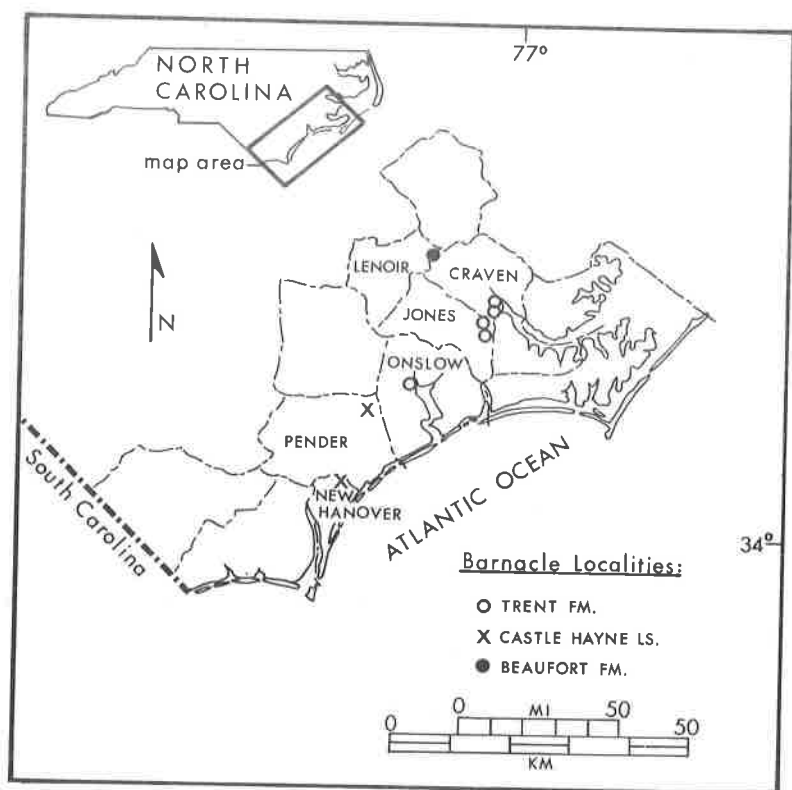 77°
NORTH
CAROLINA
map area
N
LENOIR
CRAVEN
JONES
ONSLOW
PENDER
NEW
HANOVER
South Carolina
ATLANTIC OCEAN
34°
Barnacle Localities:
O TRENT FM.
X CASTLE HAYNE LS.
● BEAUFORT FM.
0 MI 50
0 50
KM